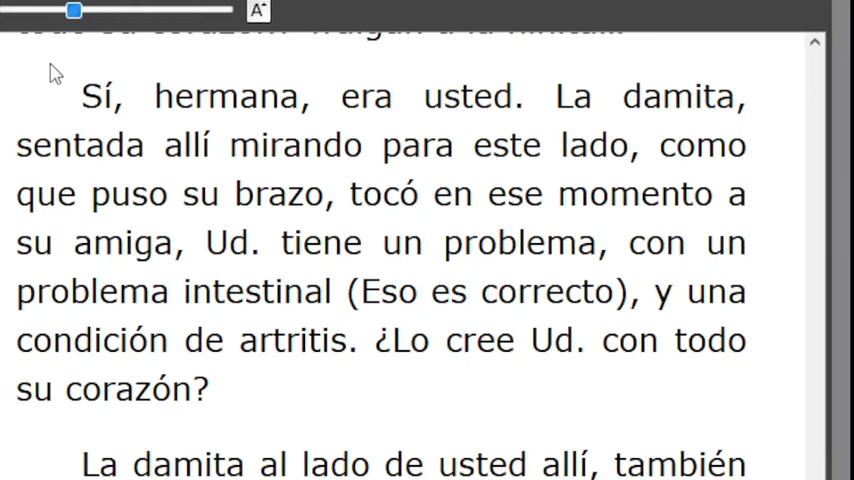 A
Sí, hermana, era usted. La damita,
sentada allí mirando para este lado, como
que puso su brazo, tocó en ese momento a
su amiga, Ud. tiene un problema, con un
problema intestinal (Eso es correcto), y una
condición de artritis. ¿Lo cree Ud. con todo
su corazón?
La damita al lado de usted allí, también